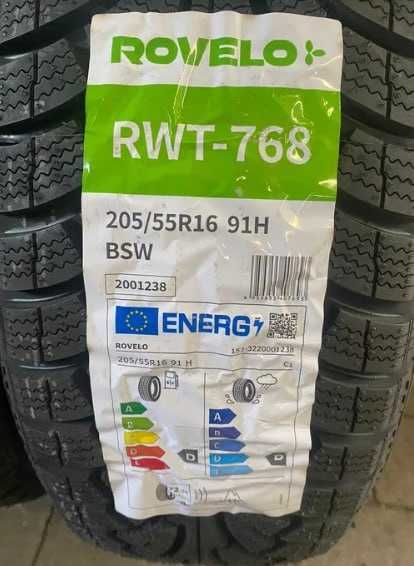 ROVELO
RWT-768
205/55R16 91H
BSW
2001238
ENERG
ROVELO
205/55R16 91 H
C1
A
D
D